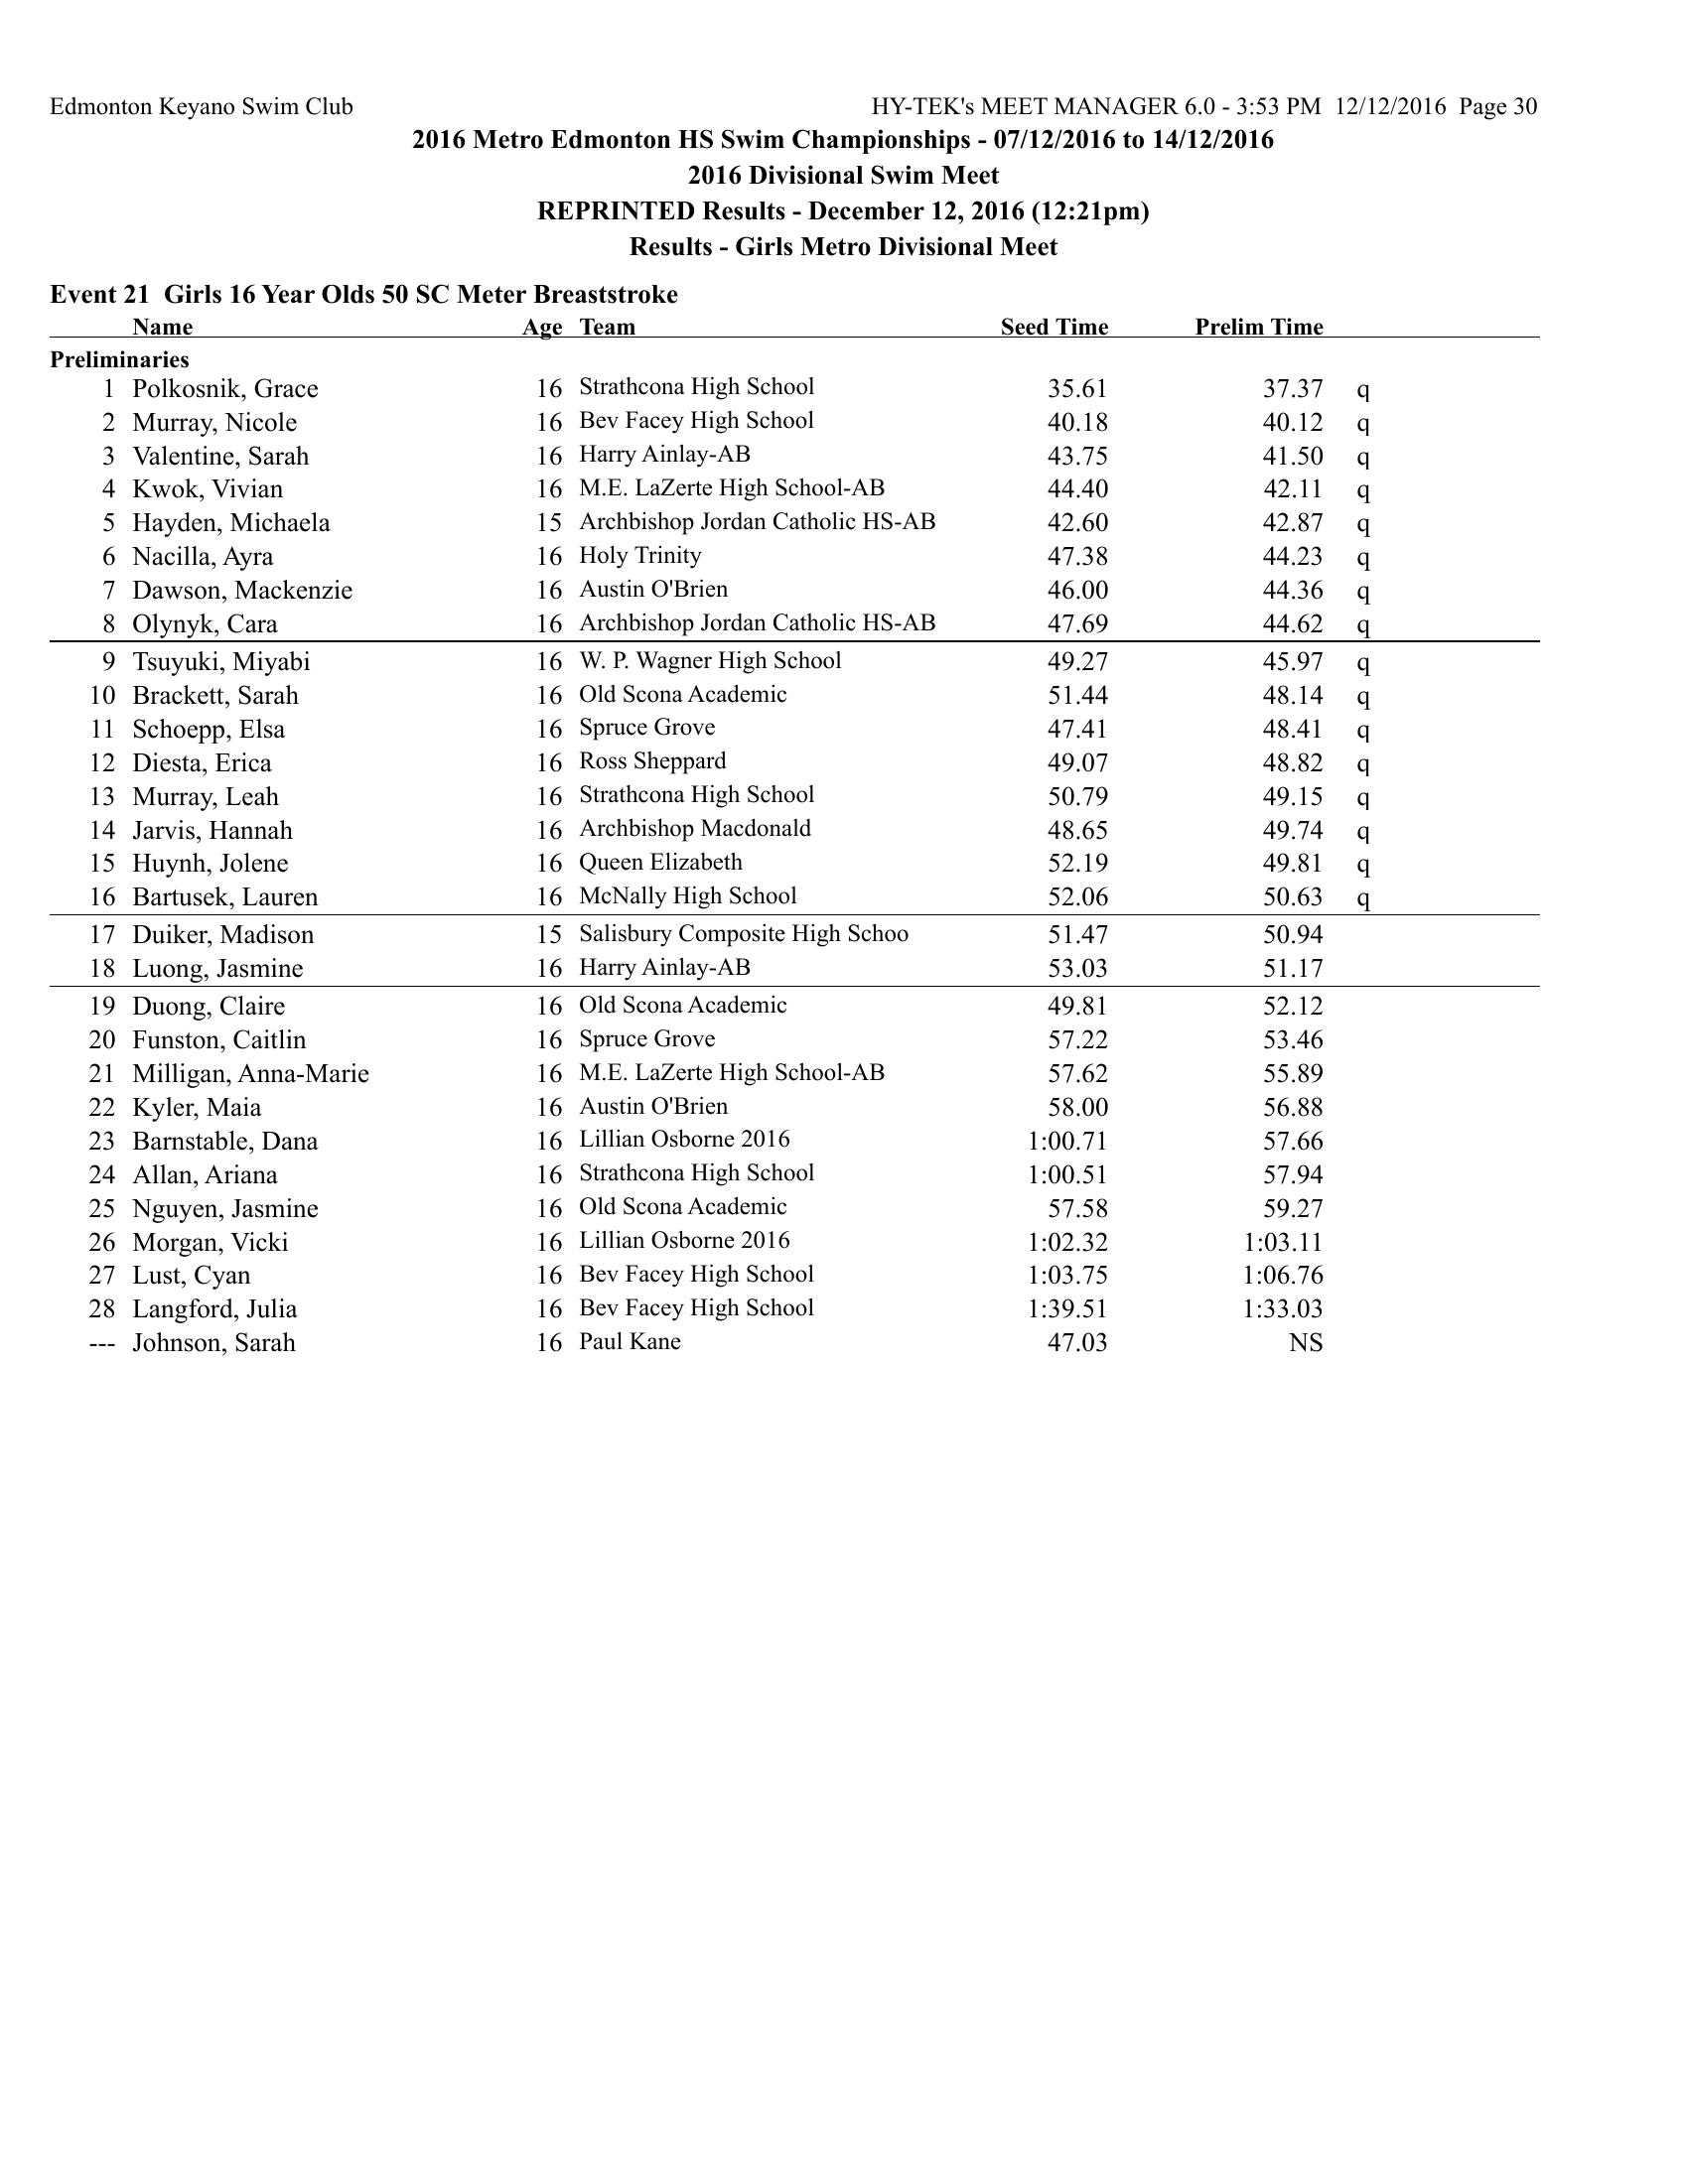 Edmonton Keyano Swim Club HY-TEK's MEET MANAGER 6.0 - 3:53 PM 12/12/2016 Page 30
2016 Metro Edmonton HS Swim Championships - 07/12/2016 to 14/12/2016
2016 Divisional Swim Meet
REPRINTED Results - December 12, 2016 (12:21pm)
Results - Girls Metro Divisional Meet
Event 21 Girls 16 Year Olds 50 SC Meter Breaststroke
Name Age Team Seed Time Prelim Time
Preliminaries
1 Polkosnik, Grace 16 Strathcona High School 35.61 37.37 q
2 Murray, Nicole 16 Bev Facey High School 40.18 40.12 q
3 Valentine, Sarah 16 Harry Ainlay-AB 43.75 41.50 q
4 Kwok, Vivian 16 M.E. LaZerte High School-AB 44.40 42.11 q
5 Hayden, Michaela 15 Archbishop Jordan Catholic HS-AB 42.60 42.87 q
6 Nacilla, Ayra 16 Holy Trinity 47.38 44.23 q
7 Dawson, Mackenzie 16 Austin O'Brien 46.00 44.36 q
8 Olynyk, Cara 16 Archbishop Jordan Catholic HS-AB 47.69 44.62 q
9 Tsuyuki, Miyabi 16 W. P. Wagner High School 49.27 45.97 q
10 Brackett, Sarah 16 Old Scona Academic 51.44 48.14 q
11 Schoepp, Elsa 16 Spruce Grove 47.41 48.41 q
12 Diesta, Erica 16 Ross Sheppard 49.07 48.82 q
13 Murray, Leah 16 Strathcona High School 50.79 49.15 q
14 Jarvis, Hannah 16 Archbishop Macdonald 48.65 49.74 q
15 Huynh, Jolene 16 Queen Elizabeth 52.19 49.81 q
16 Bartusek, Lauren 16 McNally High School 52.06 50.63 q
17 Duiker, Madison 15 Salisbury Composite High Schoo 51.47 50.94
18 Luong, Jasmine 16 Harry Ainlay-AB 53.03 51.17
19 Duong, Claire 16 Old Scona Academic 49.81 52.12
20 Funston, Caitlin 16 Spruce Grove 57.22 53.46
21 Milligan, Anna-Marie 16 M.E. LaZerte High School-AB 57.62 55.89
22 Kyler, Maia 16 Austin O'Brien 58.00 56.88
23 Barnstable, Dana 16 Lillian Osborne 2016 1:00.71 57.66
24 Allan, Ariana 16 Strathcona High School 1:00.51 57.94
25 Nguyen, Jasmine 16 Old Scona Academic 57.58 59.27
26 Morgan, Vicki 16 Lillian Osborne 2016 1:02.32 1:03.11
27 Lust, Cyan 16 Bev Facey High School 1:03.75 1:06.76
28 Langford, Julia 16 Bev Facey High School 1:39.51 1:33.03
--- Johnson, Sarah 16 Paul Kane 47.03 NS